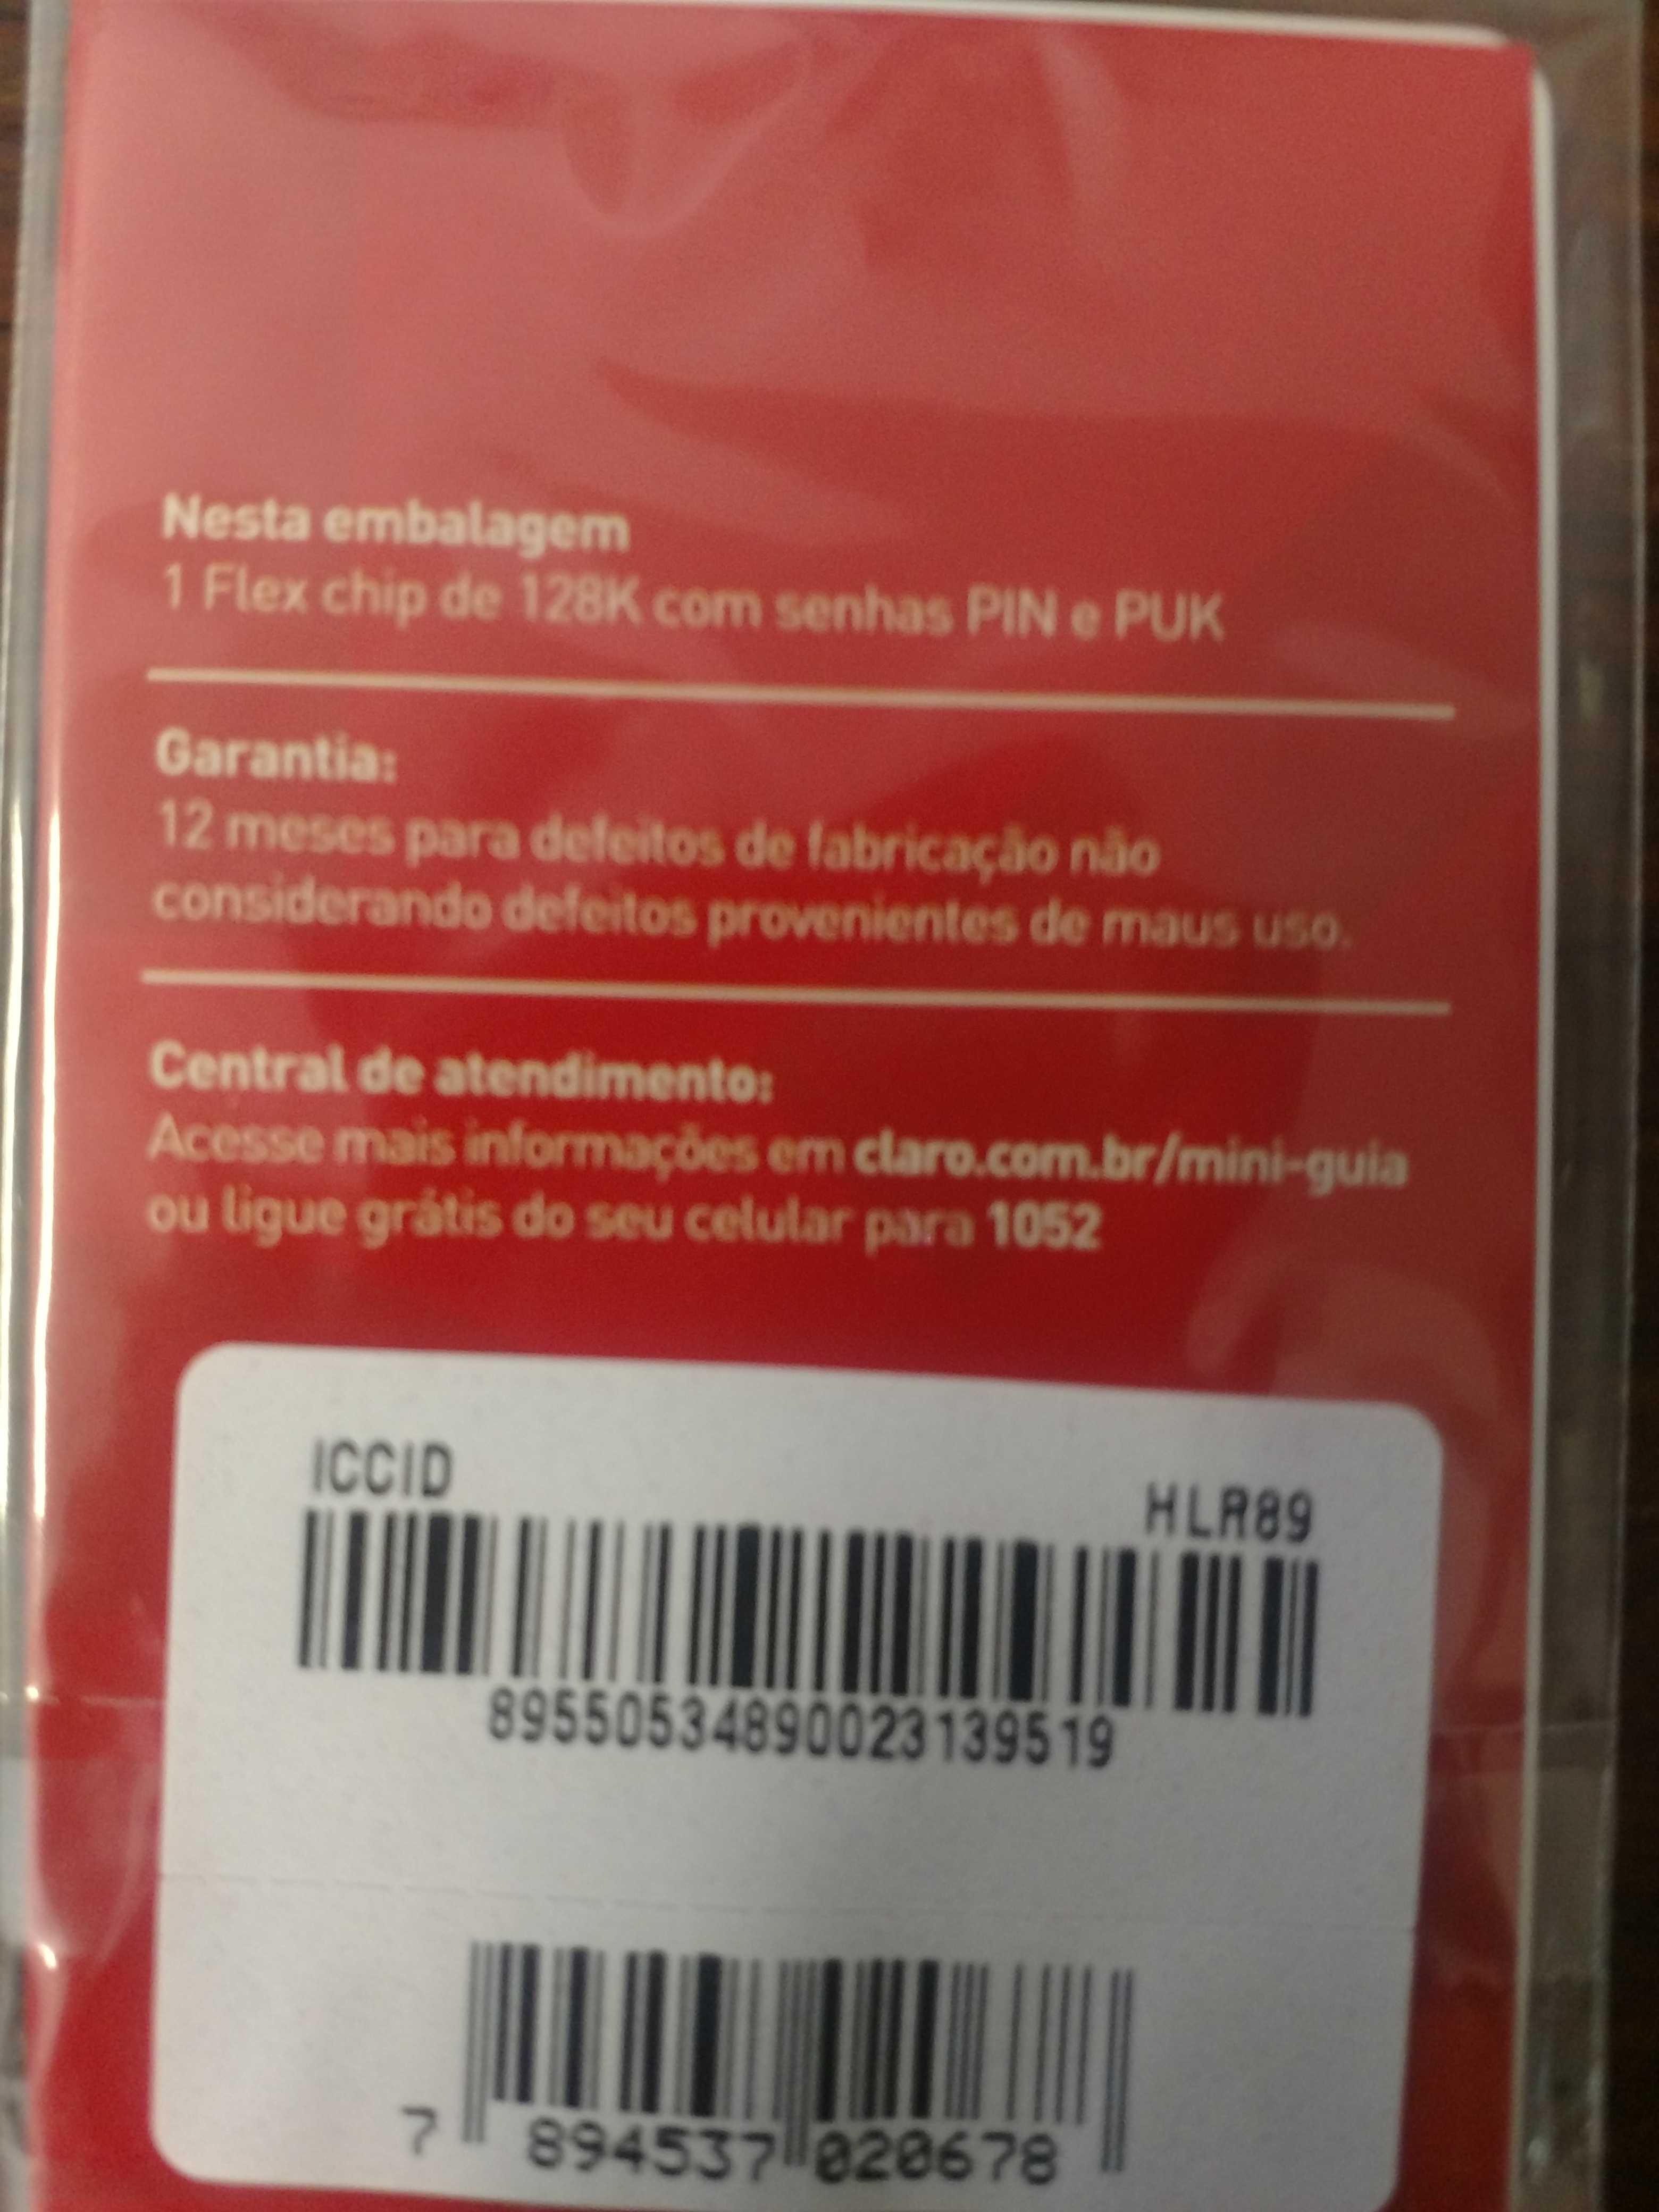 Nesta embalagem
1 Flex chip de 128K com senhas PIN e PUK
Garantia:
12 meses para defeitos de fabricação não
considerando defeitos provenientes de maus uso.
Central de atendimento:
Acesse mais informações em claro.com.br/mini-guia
ou ligue grátis do seu celular para 1052
ICCID
HLR89
89550534890023139519
7 894537 020678